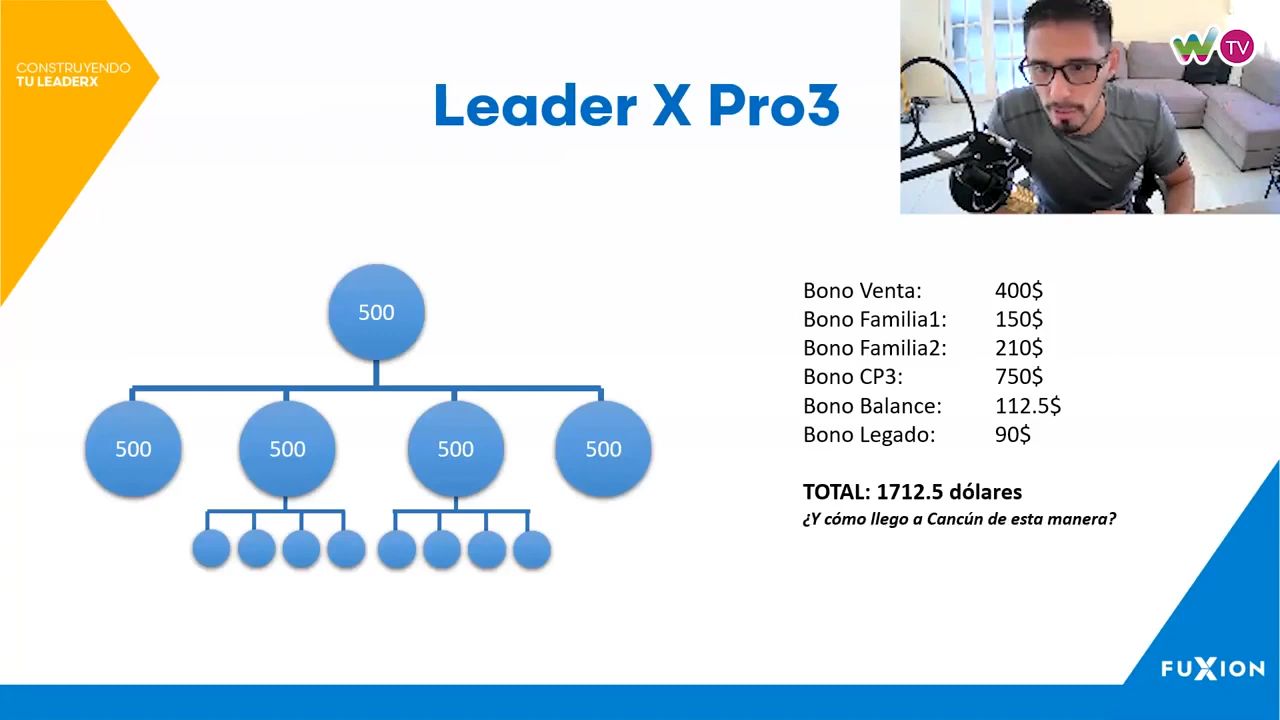 CONSTRUYENDO
TU LEADERX
Leader X Pro3
W TV
500
500 500 500 500
Bono Venta: 400$
Bono Familia1: 150$
Bono Familia2: 210$
Bono CP3: 750$
Bono Balance: 112.5$
Bono Legado: 90$
TOTAL: 1712.5 dólares
¿Y cómo llego a Cancún de esta manera?
FUXION